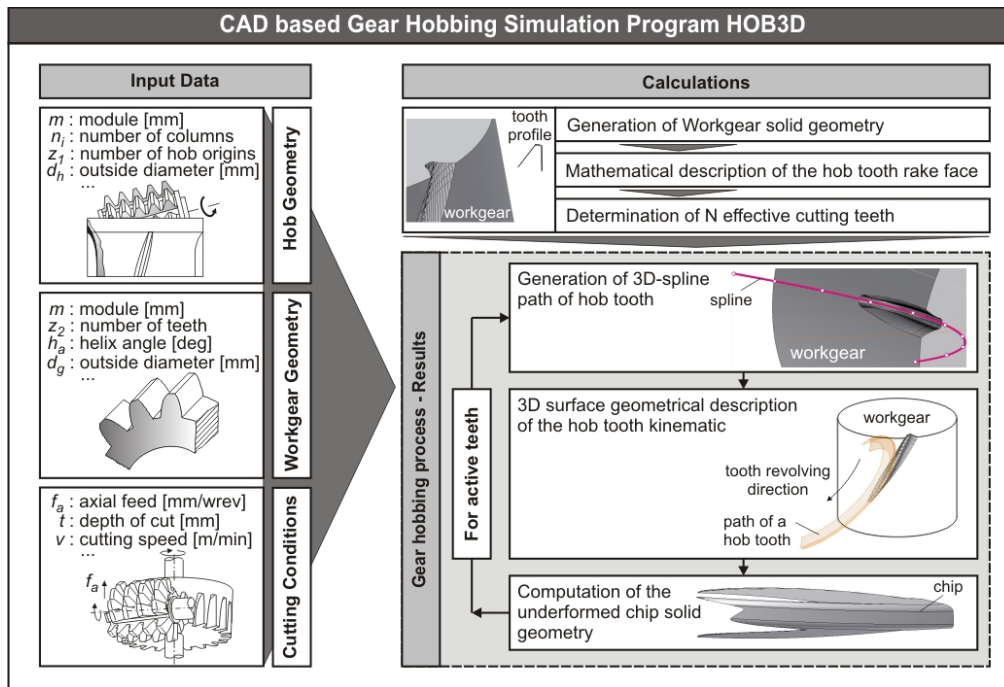 CAD based Gear Hobbing Simulation Program HOB3D
Input Data
m : module [mm]
nᵢ : number of columns
z₁ : number of hob origins
dₕ : outside diameter [mm]
...
Hob Geometry
m : module [mm]
z₂ : number of teeth
hₐ : helix angle [deg]
d_g : outside diameter [mm]
...
Workgear Geometry
fₐ : axial feed [mm/wrev]
t : depth of cut [mm]
v : cutting speed [m/min]
...
fₐ
Cutting Conditions
Calculations
tooth
profile
workgear
Generation of Workgear solid geometry
Mathematical description of the hob tooth rake face
Determination of N effective cutting teeth
Gear hobbing process - Results
For active teeth
Generation of 3D-spline
path of hob tooth
spline
workgear
3D surface geometrical description
of the hob tooth kinematic
workgear
tooth revolving
direction
path of a
hob tooth
Computation of the
underformed chip solid
geometry
chip